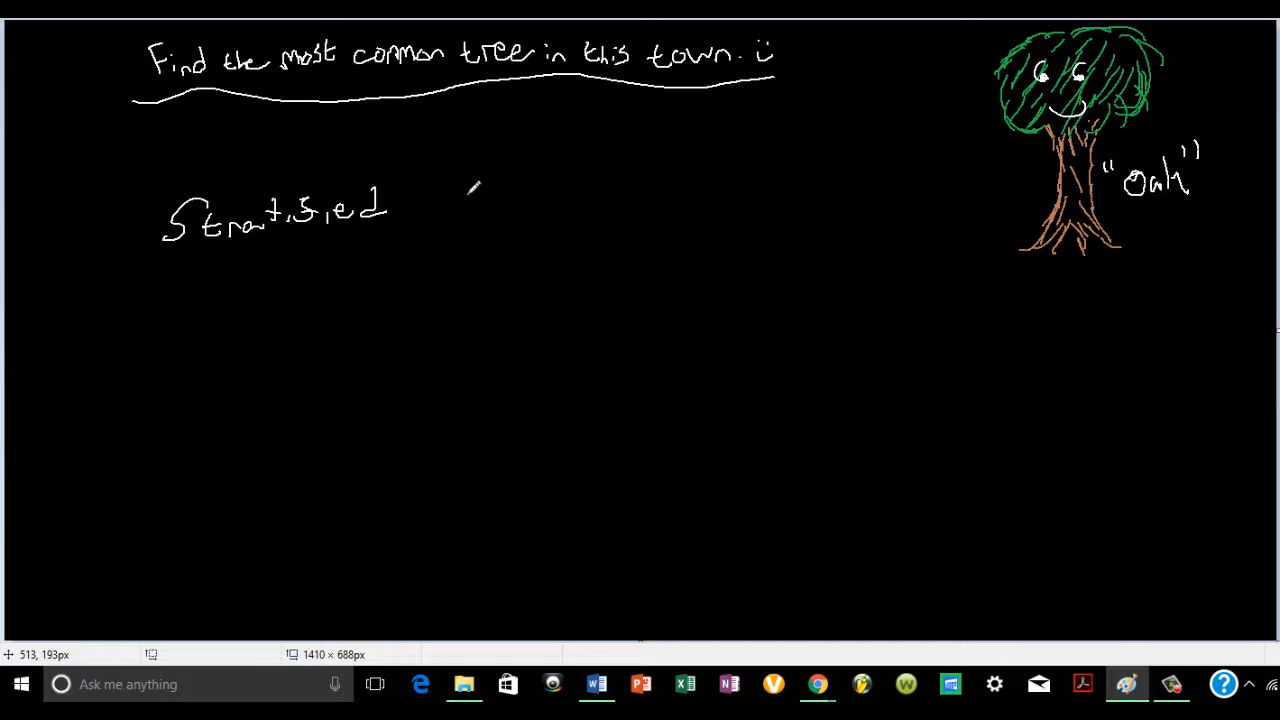 Find the most common tree in this town. ü
Stratified
"Oak"
513, 193px
1410 × 688px
Ask me anything